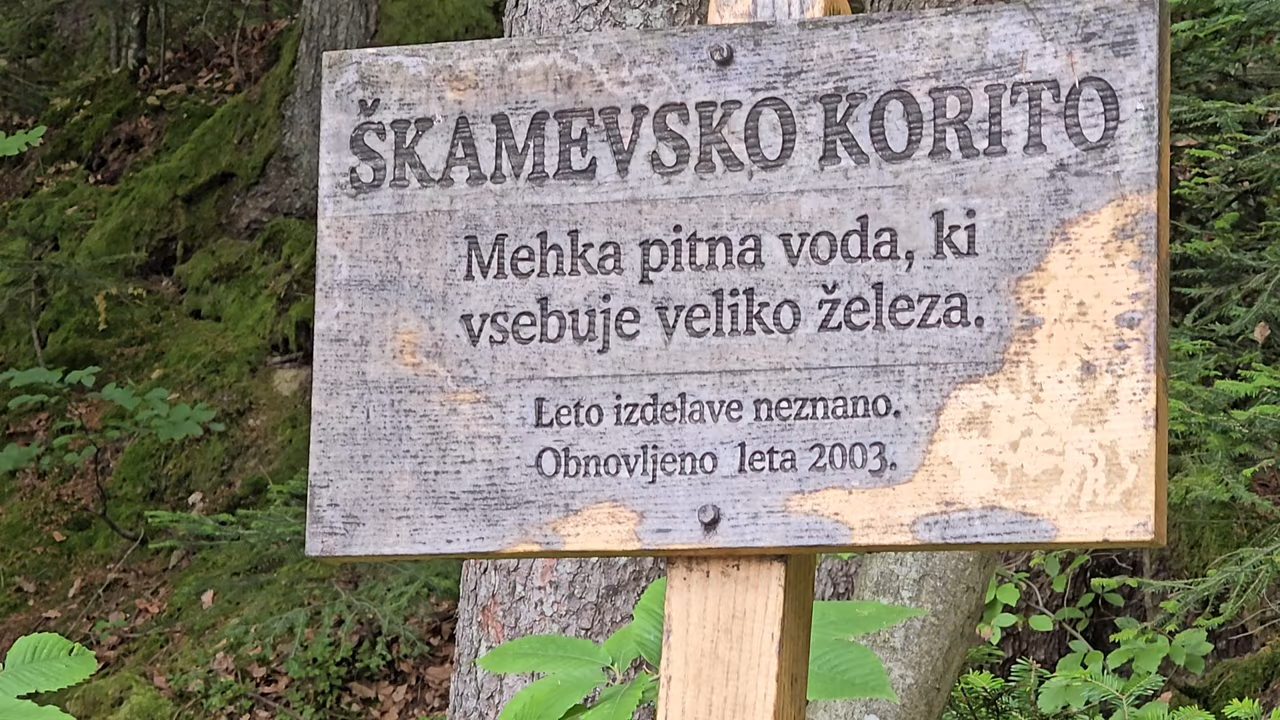 ŠKAMEVSKO KORITO
Mehka pitna voda, ki
vsebuje veliko železa.
Leto izdelave neznano.
Obnovljeno leta 2003.